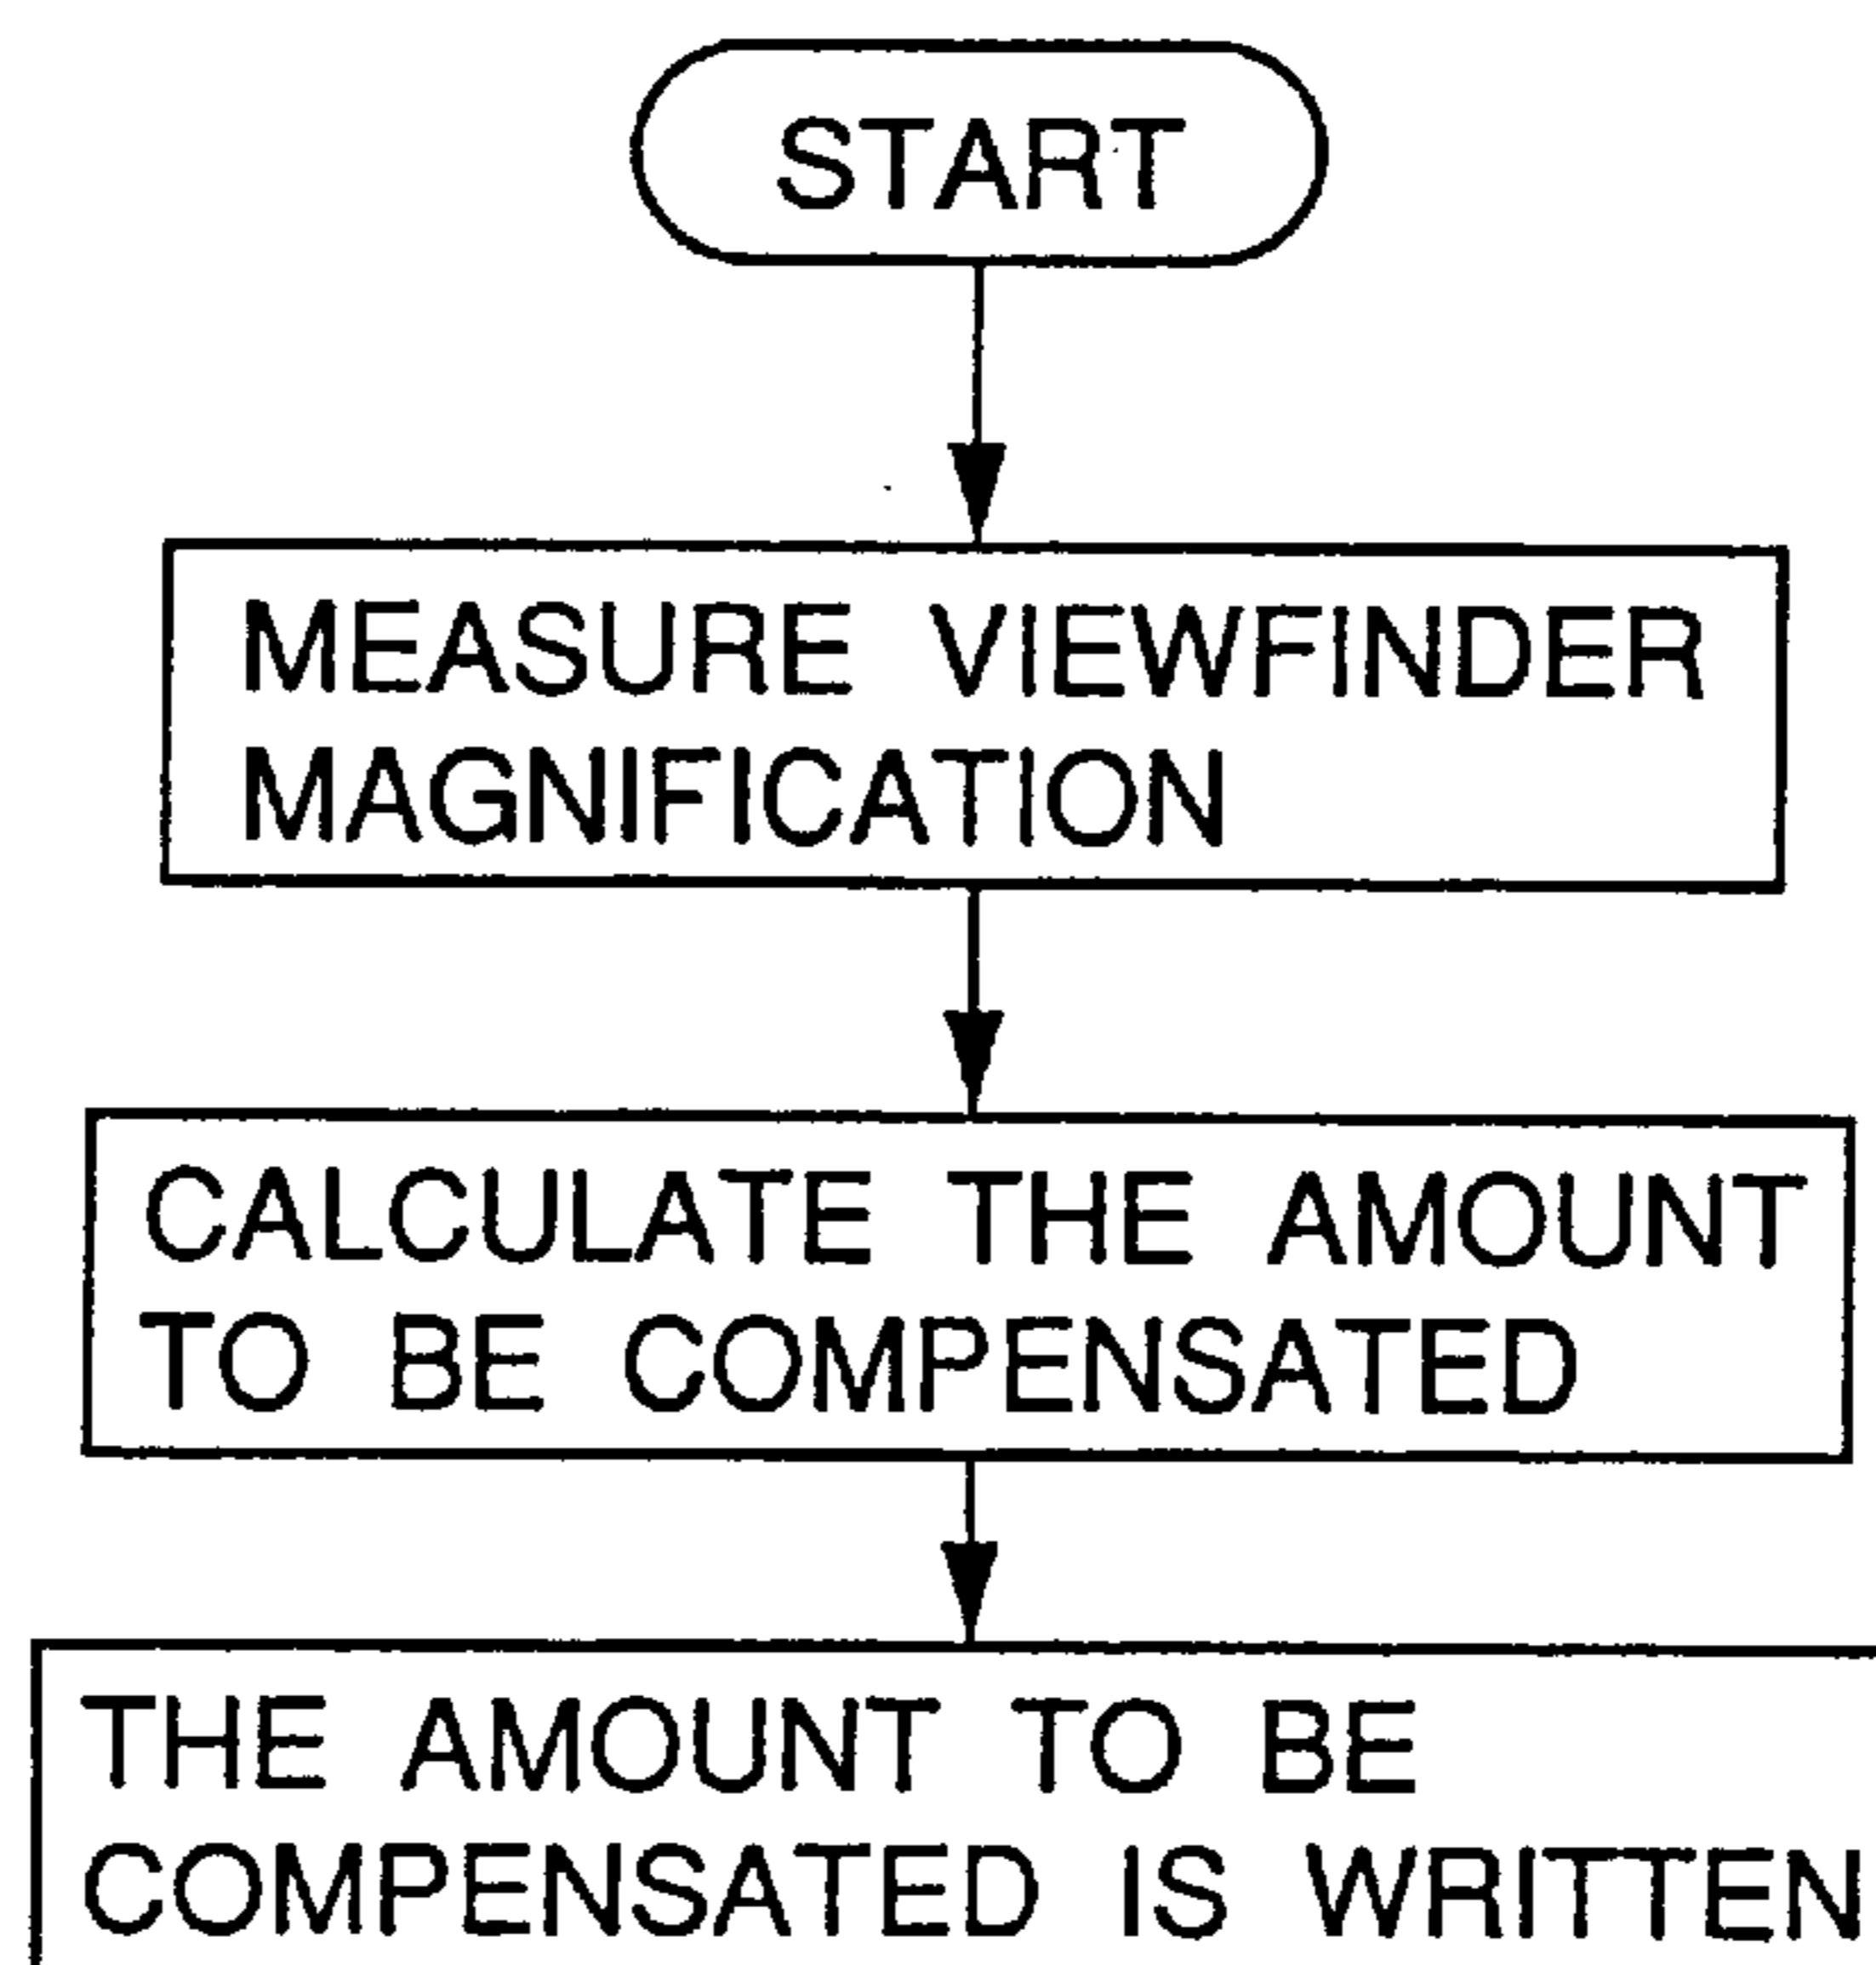 START
MEASURE VIEWFINDER
MAGNIFICATION
CALCULATE THE AMOUNT
TO BE COMPENSATED
THE AMOUNT TO BE
COMPENSATED IS WRITTEN